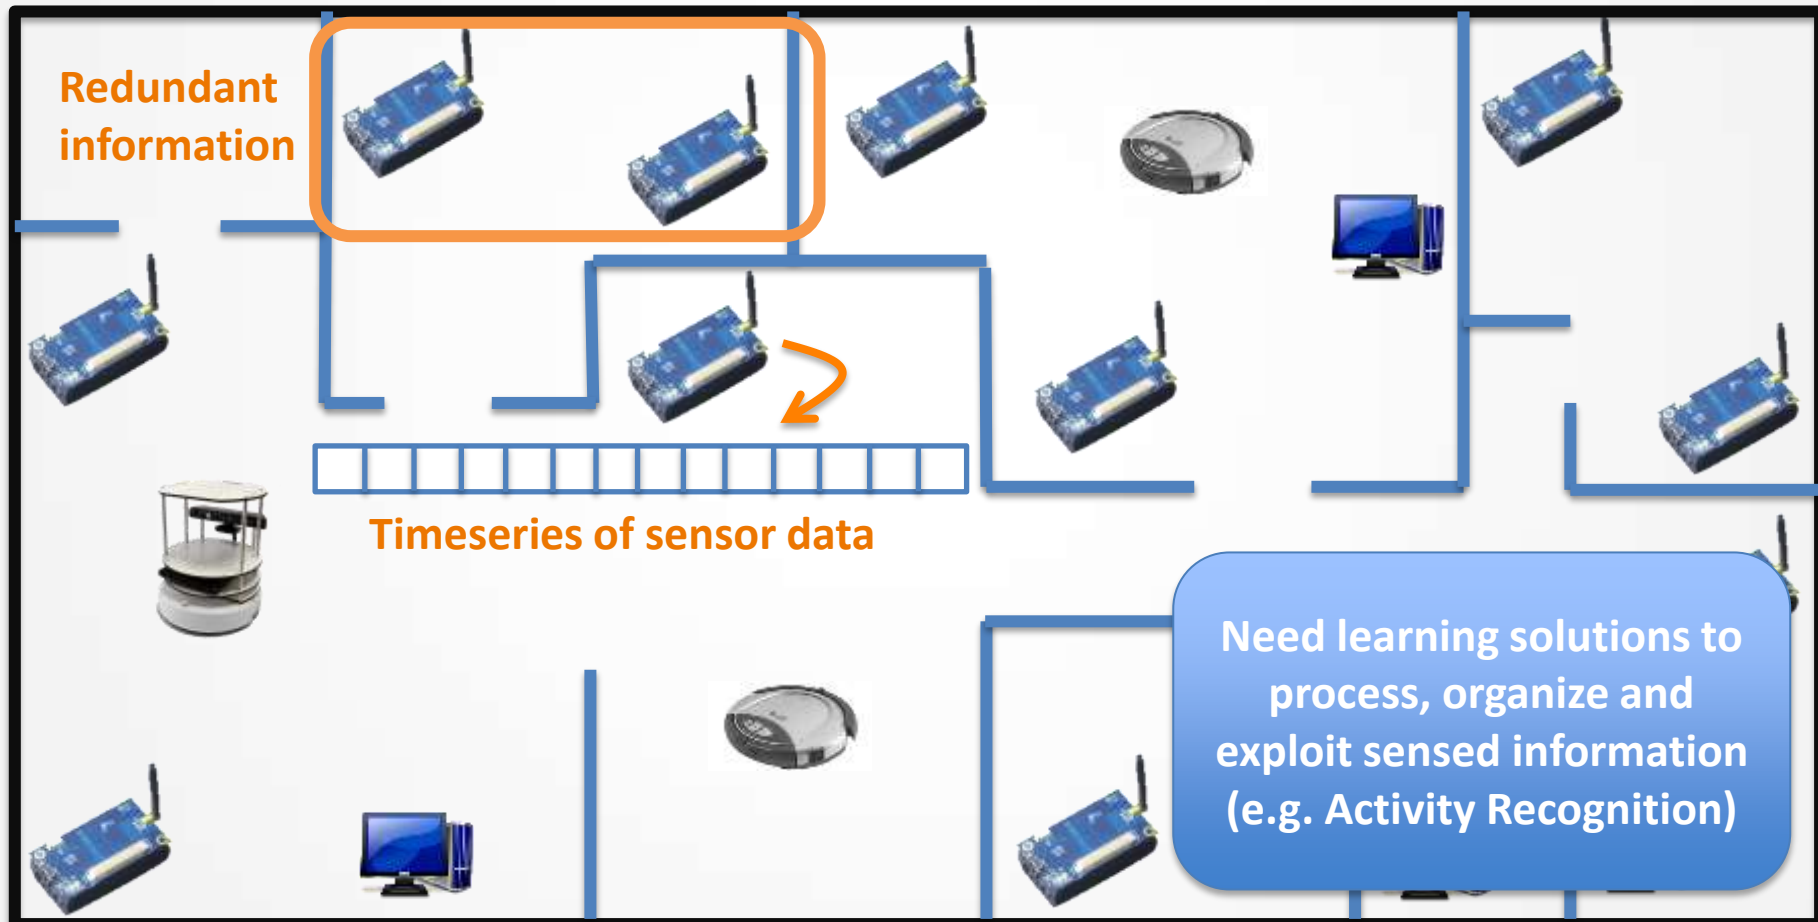 Redundant
information
Timeseries of sensor data
Need learning solutions to
process, organize and
exploit sensed information
(e.g. Activity Recognition)